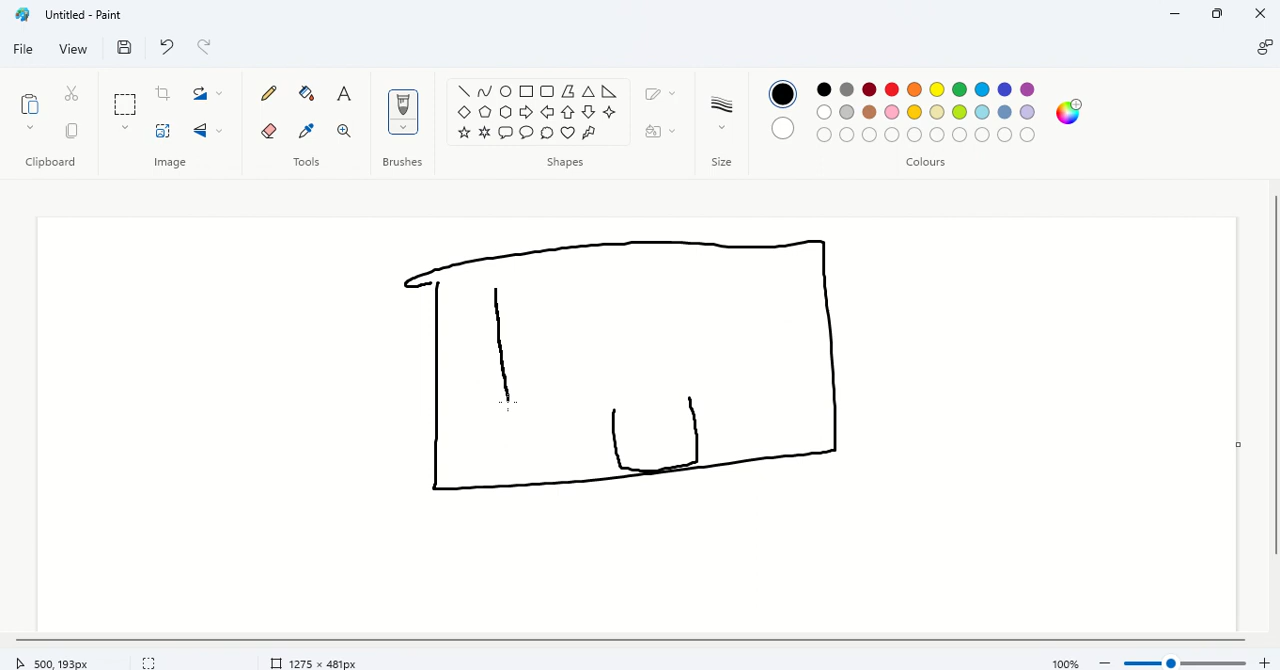 Untitled - Paint
File View
Clipboard Image Tools Brushes Shapes Size Colours
500, 193px 1275 × 481px 100%